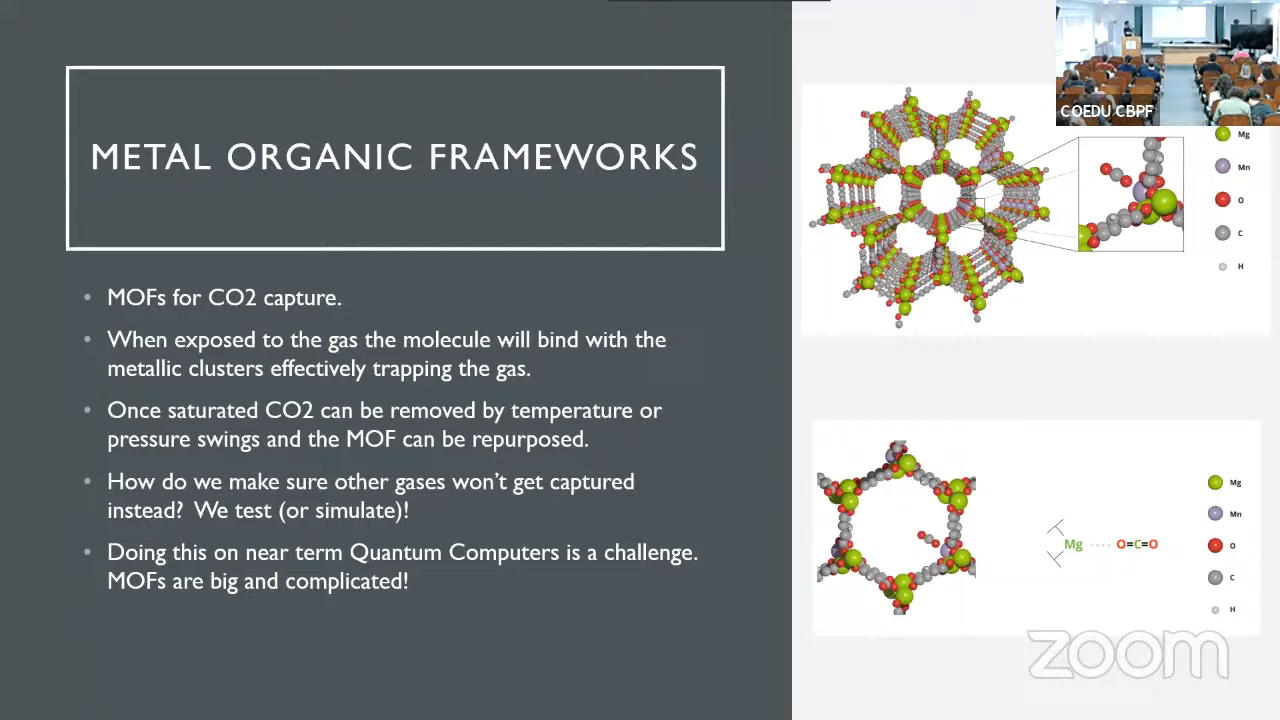 METAL ORGANIC FRAMEWORKS
• MOFs for CO2 capture.
• When exposed to the gas the molecule will bind with the
metallic clusters effectively trapping the gas.
• Once saturated CO2 can be removed by temperature or
pressure swings and the MOF can be repurposed.
• How do we make sure other gases won't get captured
instead? We test (or simulate)!
• Doing this on near term Quantum Computers is a challenge.
MOFs are big and complicated!
COEDU CBPF
Mg
Mn
O
C
H
Mg
Mn
O
C
H
Mg ···· O=C=O
zoom